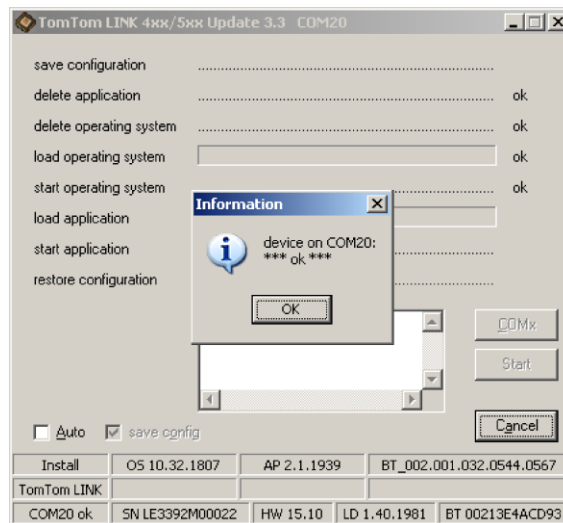 TomTom LINK 4xx/5xx Update 3.3 COM20
save configuration
delete application ok
delete operating system ok
load operating system ok
start operating system ok
load application
start application
restore configuration
Information
device on COM20:
*** ok ***
OK
COMx
Start
Cancel
Auto save config
Install OS 10.32.1807 AP 2.1.1939 BT_002.001.032.0544.0567
TomTom LINK
COM20 ok SN LE3392M00022 HW 15.10 LD 1.40.1981 BT 00213E4ACD93